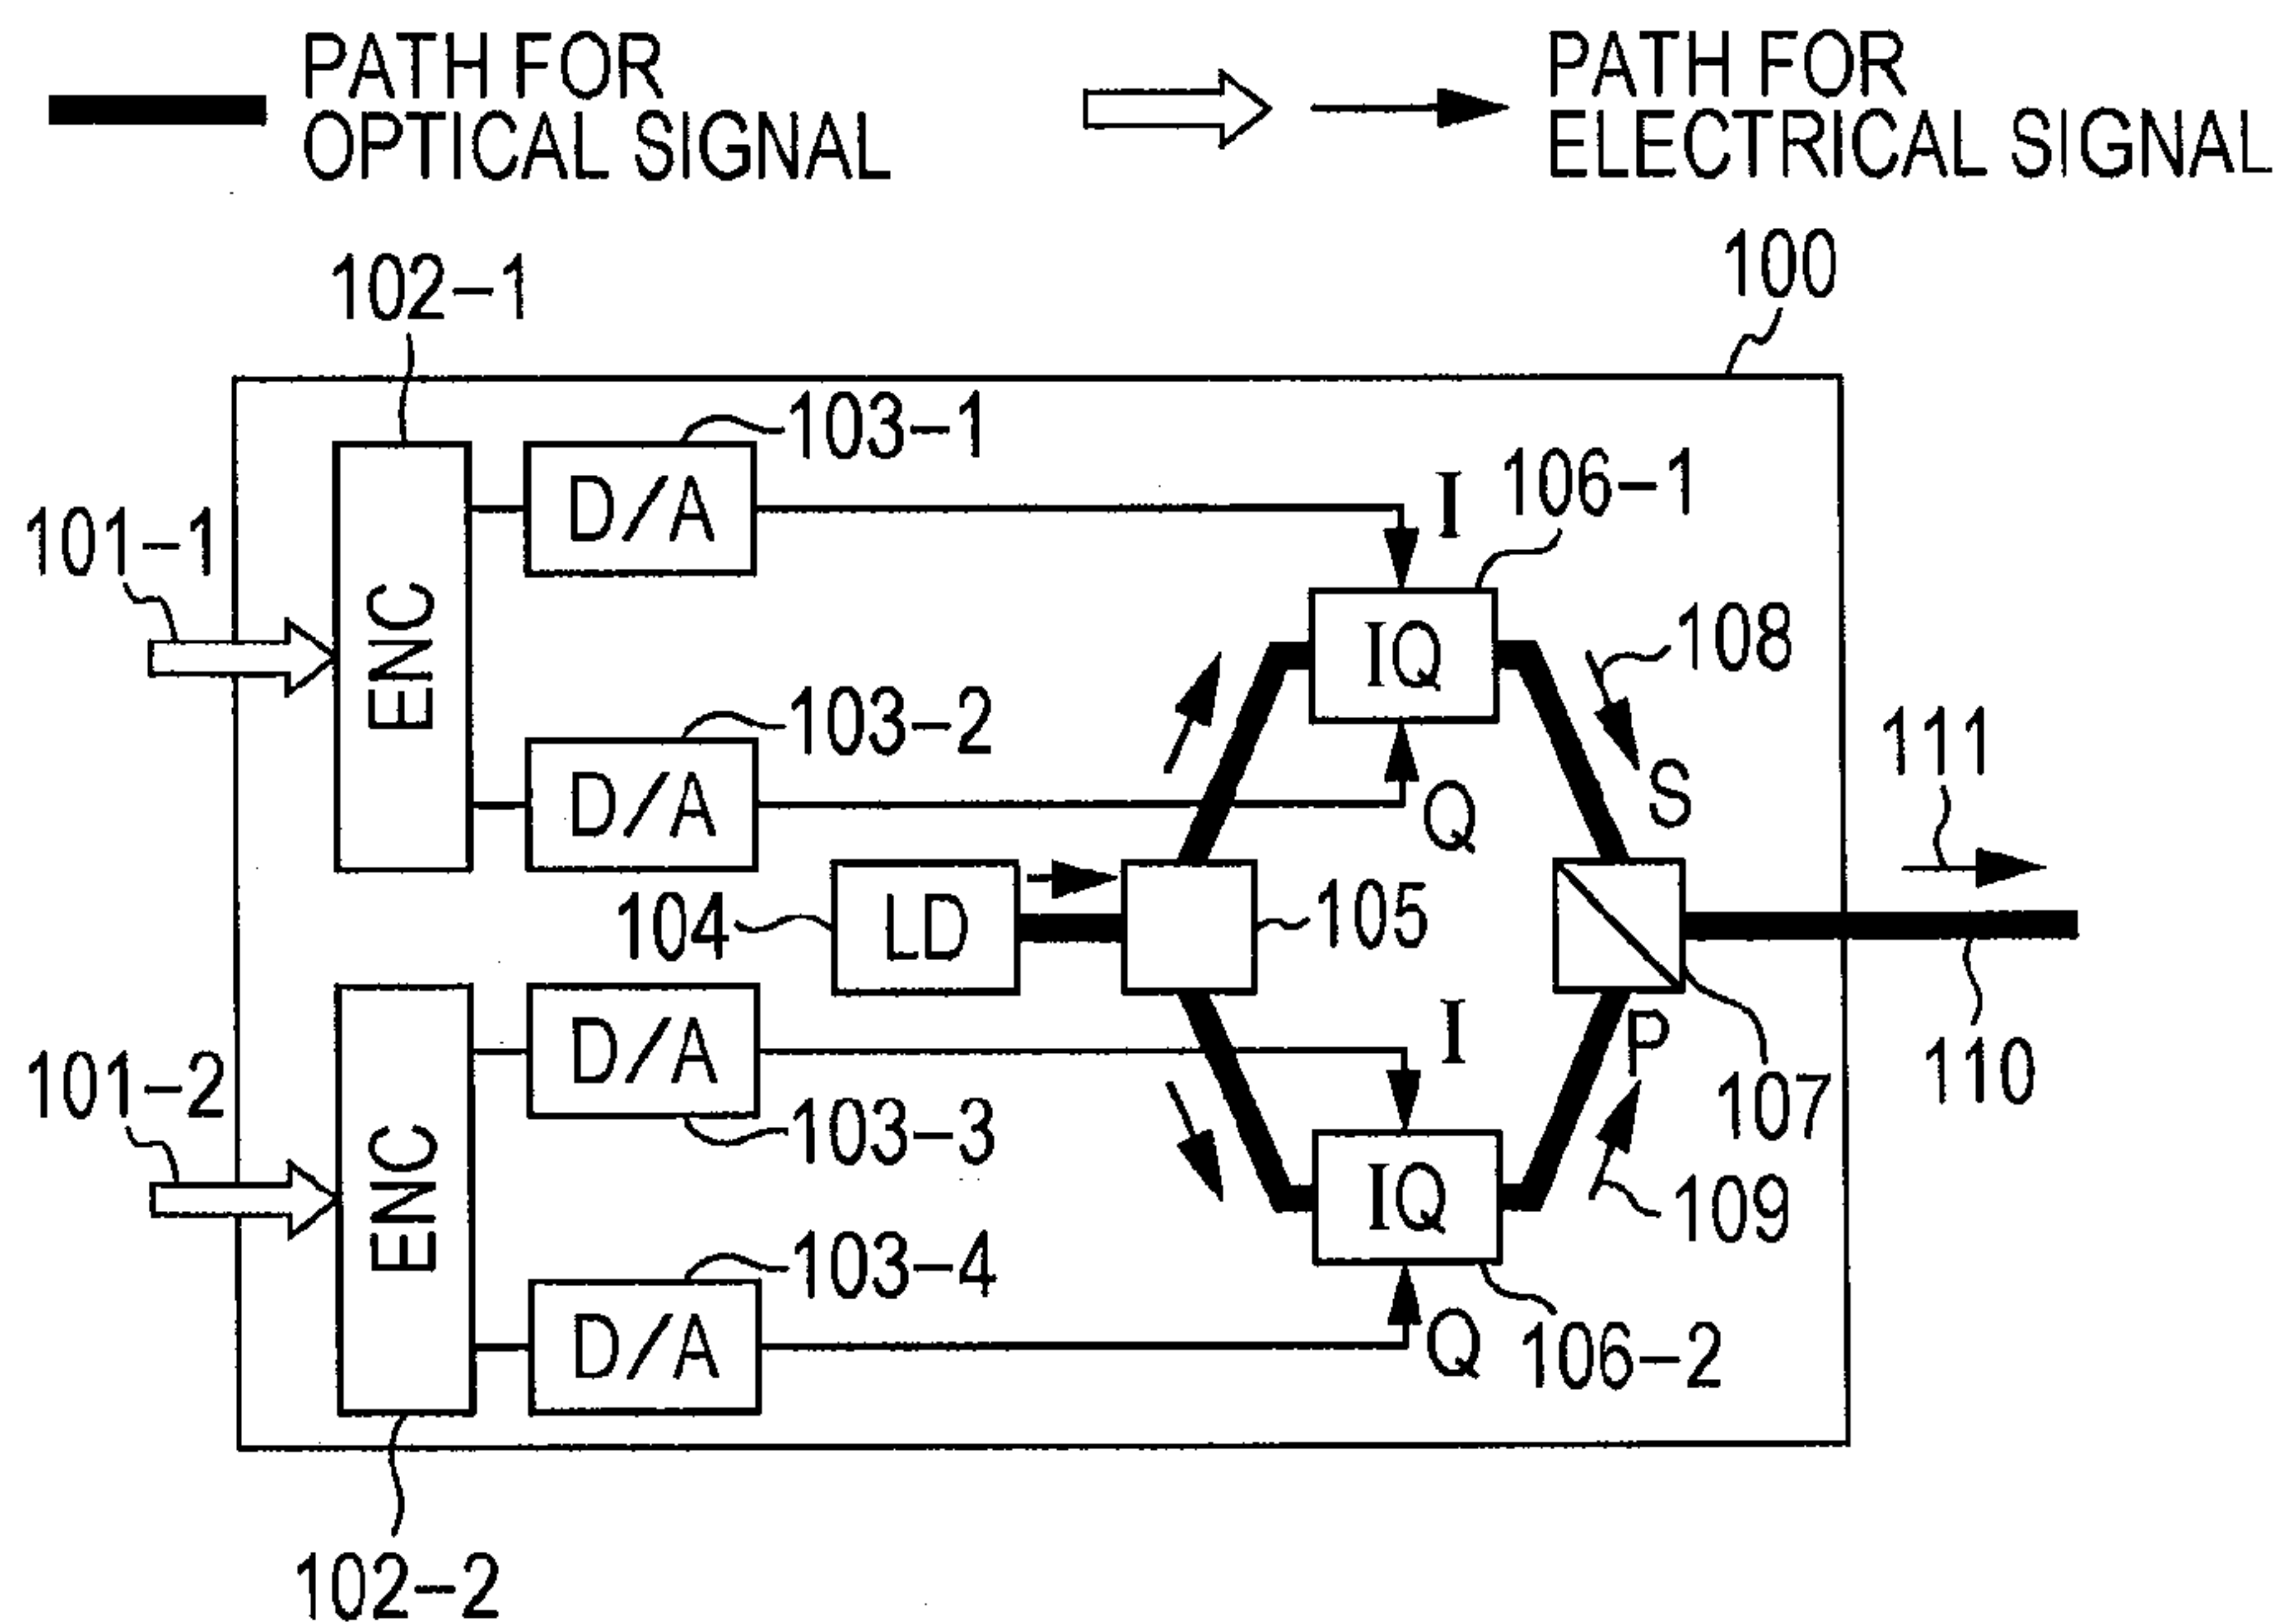 PATH FOR
OPTICAL SIGNAL
PATH FOR
ELECTRICAL SIGNAL
100
102-1
103-1
D/A
I
106-1
101-1
ENC
IQ
108
103-2
D/A
Q
S
111
104
LD
105
110
107
P
I
101-2
ENC
D/A
103-3
IQ
109
103-4
D/A
Q
106-2
102-2